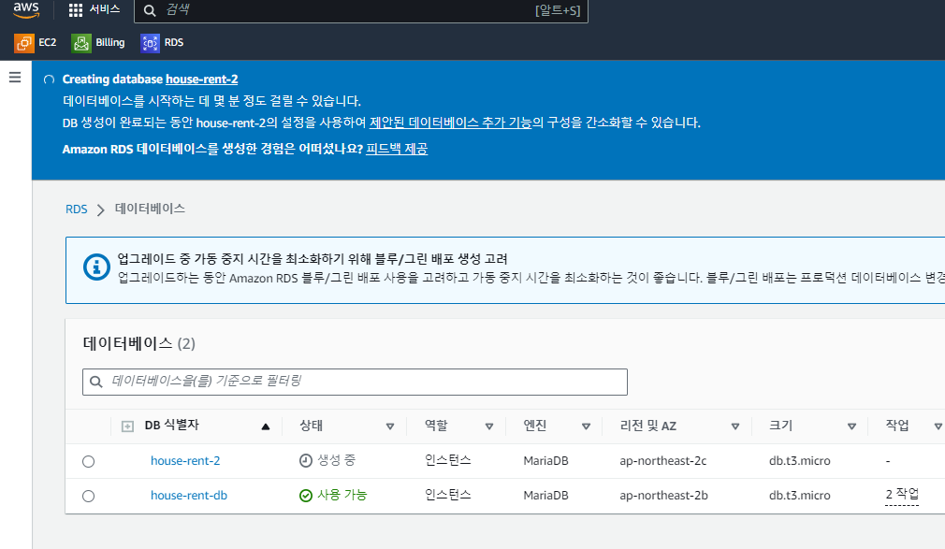 aws
서비스
검색
[알트+S]
EC2
Billing
RDS
Creating database house-rent-2
데이터베이스를 시작하는 데 몇 분 정도 걸릴 수 있습니다.
DB 생성이 완료되는 동안 house-rent-2의 설정을 사용하여 제안된 데이터베이스 추가 기능의 구성을 간소화할 수 있습니다.
Amazon RDS 데이터베이스를 생성한 경험은 어떠셨나요? 피드백 제공
RDS > 데이터베이스
업그레이드 중 가동 중지 시간을 최소화하기 위해 블루/그린 배포 생성 고려
업그레이드하는 동안 Amazon RDS 블루/그린 배포 사용을 고려하고 가동 중지 시간을 최소화하는 것이 좋습니다. 블루/그린 배포는 프로덕션 데이터베이스 변경
데이터베이스 (2)
데이터베이스을(를) 기준으로 필터링
DB 식별자 상태 역할 엔진 리전 및 AZ 크기 작업
house-rent-2 생성 중 인스턴스 MariaDB ap-northeast-2c db.t3.micro -
house-rent-db 사용 가능 인스턴스 MariaDB ap-northeast-2b db.t3.micro 2 작업